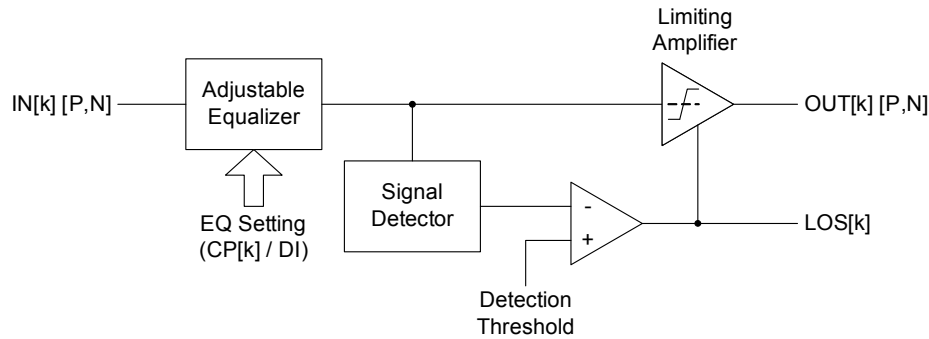 Limiting
Amplifier
IN[k] [P,N]
Adjustable
Equalizer
OUT[k] [P,N]
EQ Setting
(CP[k] / DI)
Signal
Detector
-
+
LOS[k]
Detection
Threshold